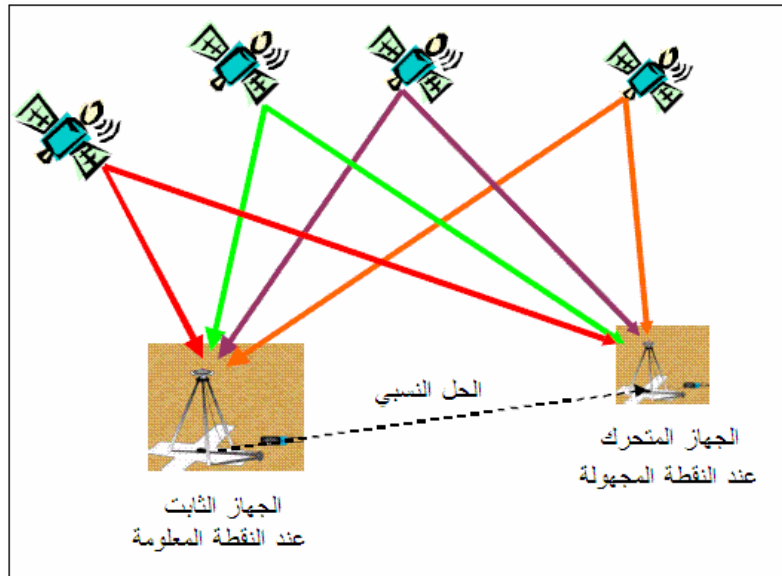 الحل النسبي
الجهاز المتحرك
عند النقطة المجهولة
الجهاز الثابت
عند النقطة المعلومة